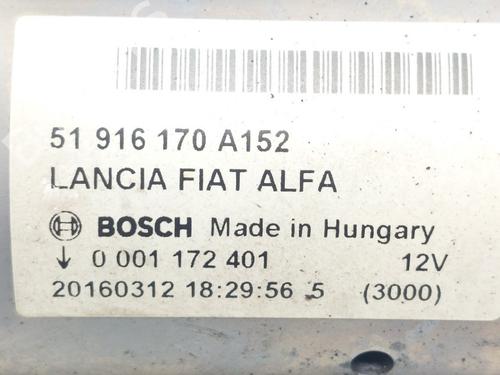 51 916 170 A152
LANCIA FIAT ALFA
BOSCH Made in Hungary
↓ 0 001 172 401 12V
20160312 18:29:56 5 (3000)